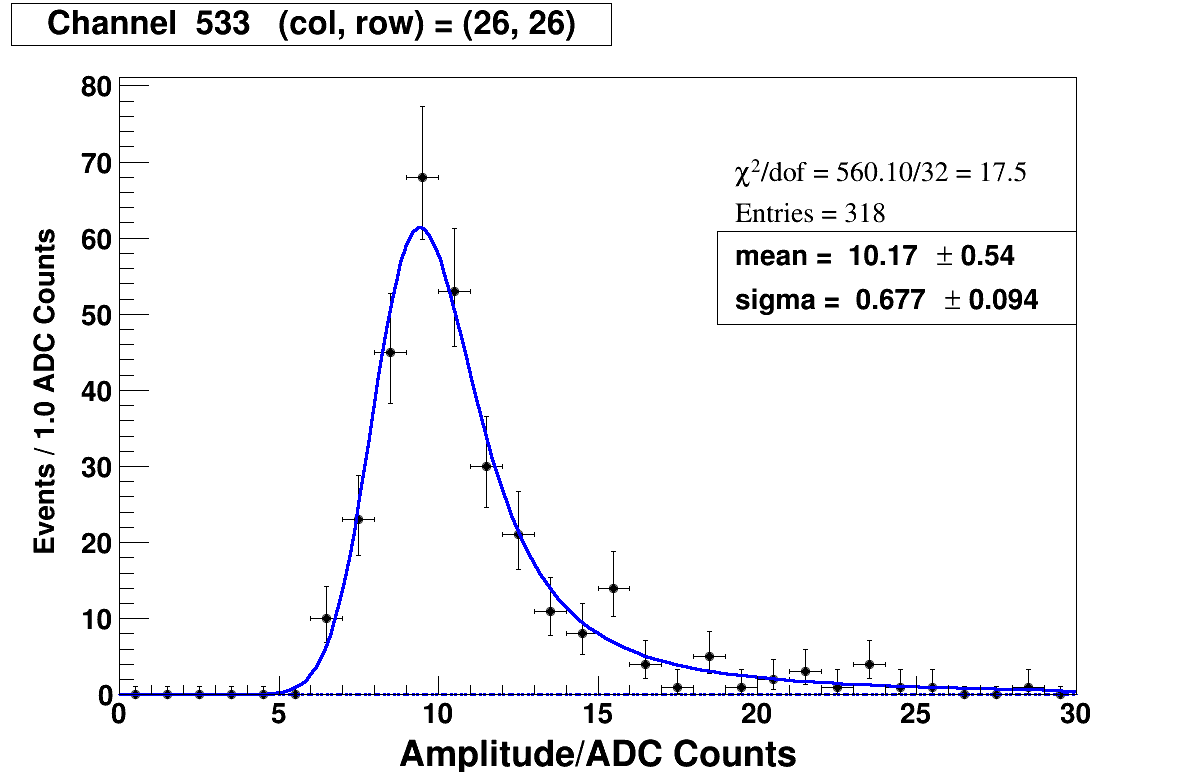 Channel  533   (col, row) = (26, 26)
80
70
60
50
40
30
20
10
0
Events / 1.0 ADC Counts
χ²/dof = 560.10/32 = 17.5
Entries = 318
mean =  10.17  ± 0.54
sigma =  0.677  ± 0.094
0 5 10 15 20 25 30
Amplitude/ADC Counts